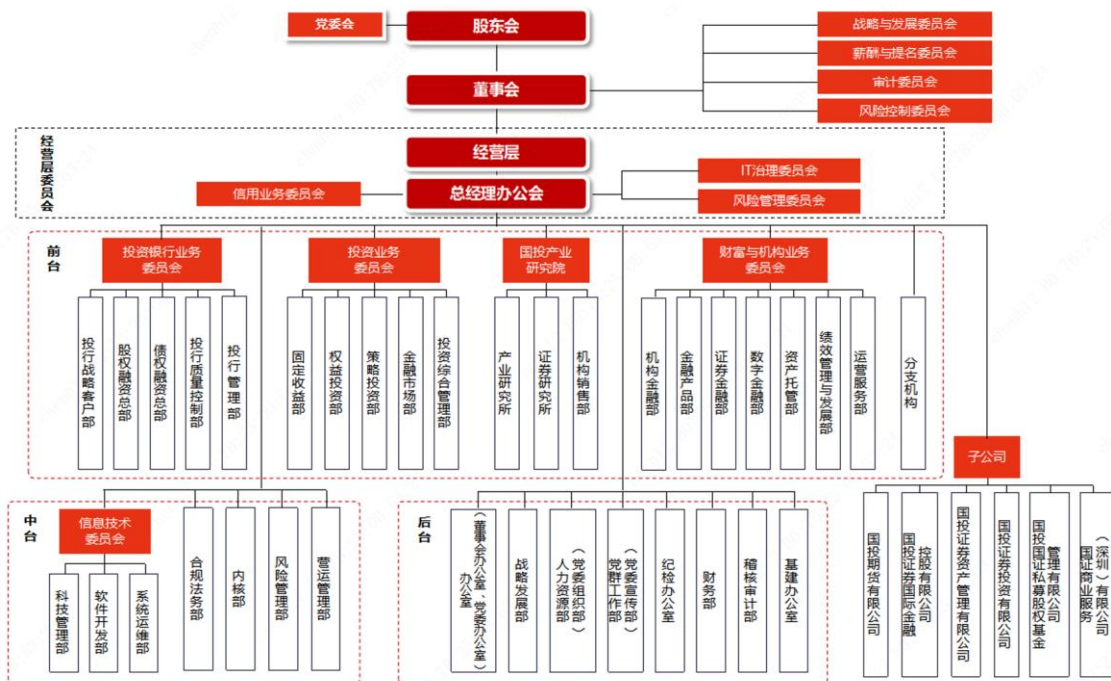 党委会
股东会
董事会
战略与发展委员会
薪酬与提名委员会
审计委员会
风险控制委员会
经营层委员会
经营层
总经理办公会
信用业务委员会
IT治理委员会
风险管理委员会
前台
投资银行业务
委员会
投行战略客户部
股权融资总部
债权融资总部
投行质量控制部
投行管理部
投资业务
委员会
固定收益部
权益投资部
策略投资部
金融市场部
投资综合管理部
国投产业
研究院
产业研究所
证券研究所
机构销售部
财富与机构业务
委员会
机构金融部
金融产品部
证券金融部
数字金融部
资产托管部
绩效管理与发展部
运营服务部
分支机构
中台
信息技术
委员会
科技管理部
软件开发部
系统运维部
合规法务部
内核部
风险管理部
营运管理部
后台
办公室
（董事会办公室、党委办公室）
战略发展部
人力资源部
（党委组织部）
党群工作部
（党委宣传部）
纪检办公室
财务部
稽核审计部
基建办公室
子公司
国投期货有限公司
国投证券国际金融
控股有限公司
国投证券资产管理有限公司
国投证券投资有限公司
国投国证私募股权基金
管理有限公司
国证商业服务
（深圳）有限公司